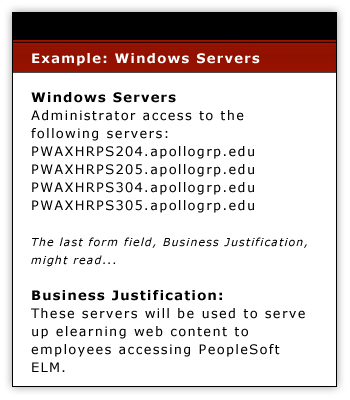 Example: Windows Servers
Windows Servers
Administrator access to the
following servers:
PWAXHRPS204.apollogrp.edu
PWAXHRPS205.apollogrp.edu
PWAXHRPS304.apollogrp.edu
PWAXHRPS305.apollogrp.edu
The last form field, Business Justification,
might read...
Business Justification:
These servers will be used to serve
up elearning web content to
employees accessing PeopleSoft
ELM.